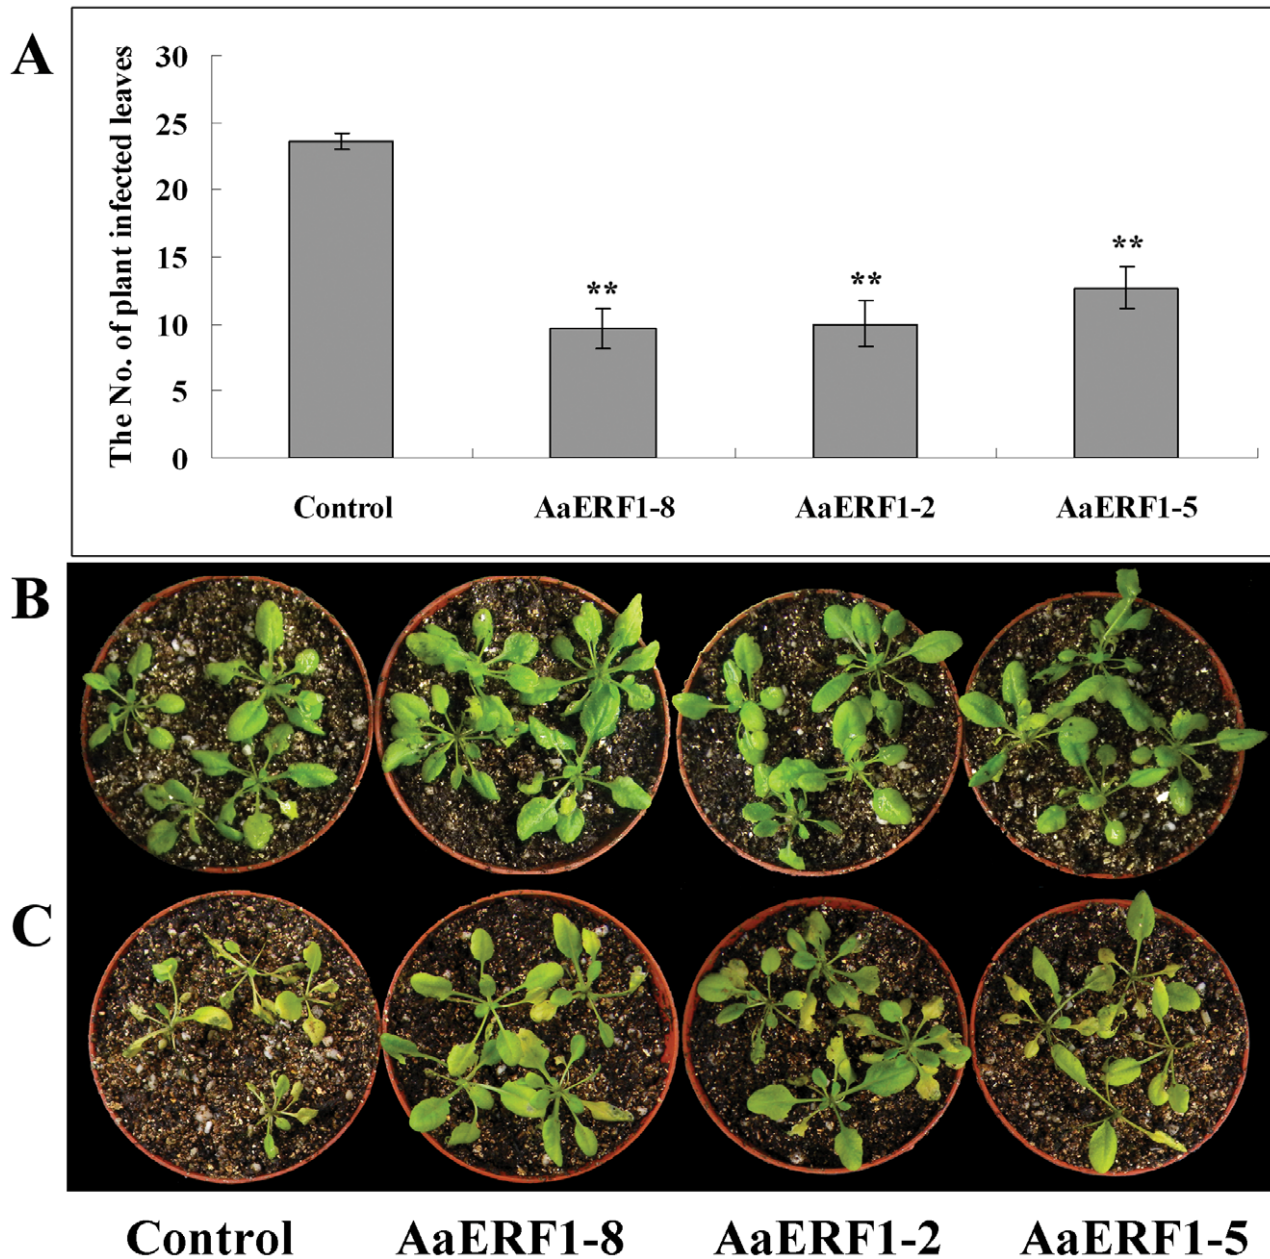 A
The No. of plant infected leaves
30
25
20
15
10
5
0
**
**
**
Control AaERF1-8 AaERF1-2 AaERF1-5
B
C
Control AaERF1-8 AaERF1-2 AaERF1-5